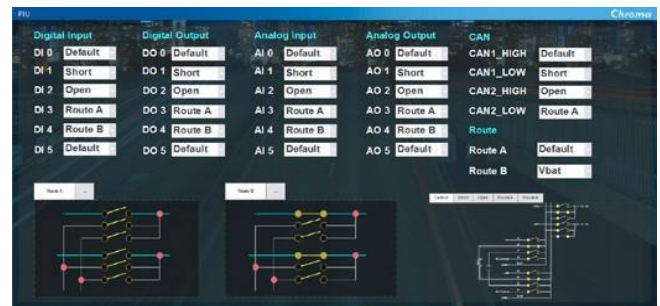 FIU
Chroma
Digital Input Digital Output Analog Input Analog Output CAN
DI 0 Default DO 0 Default AI 0 Default AO 0 Default CAN1_HIGH Default
DI 1 Short DO 1 Short AI 1 Short AO 1 Short CAN1_LOW Short
DI 2 Open DO 2 Open AI 2 Open AO 2 Open CAN2_HIGH Open
DI 3 Route A DO 3 Route A AI 3 Route A AO 3 Route A CAN2_LOW Route A
DI 4 Route B DO 4 Route B AI 4 Route B AO 4 Route B Route
DI 5 Default DO 5 Default AI 5 Default AO 5 Default Route A Default
Route B Vbat
Route A ... Route B ... Default Short Open Route A Route B